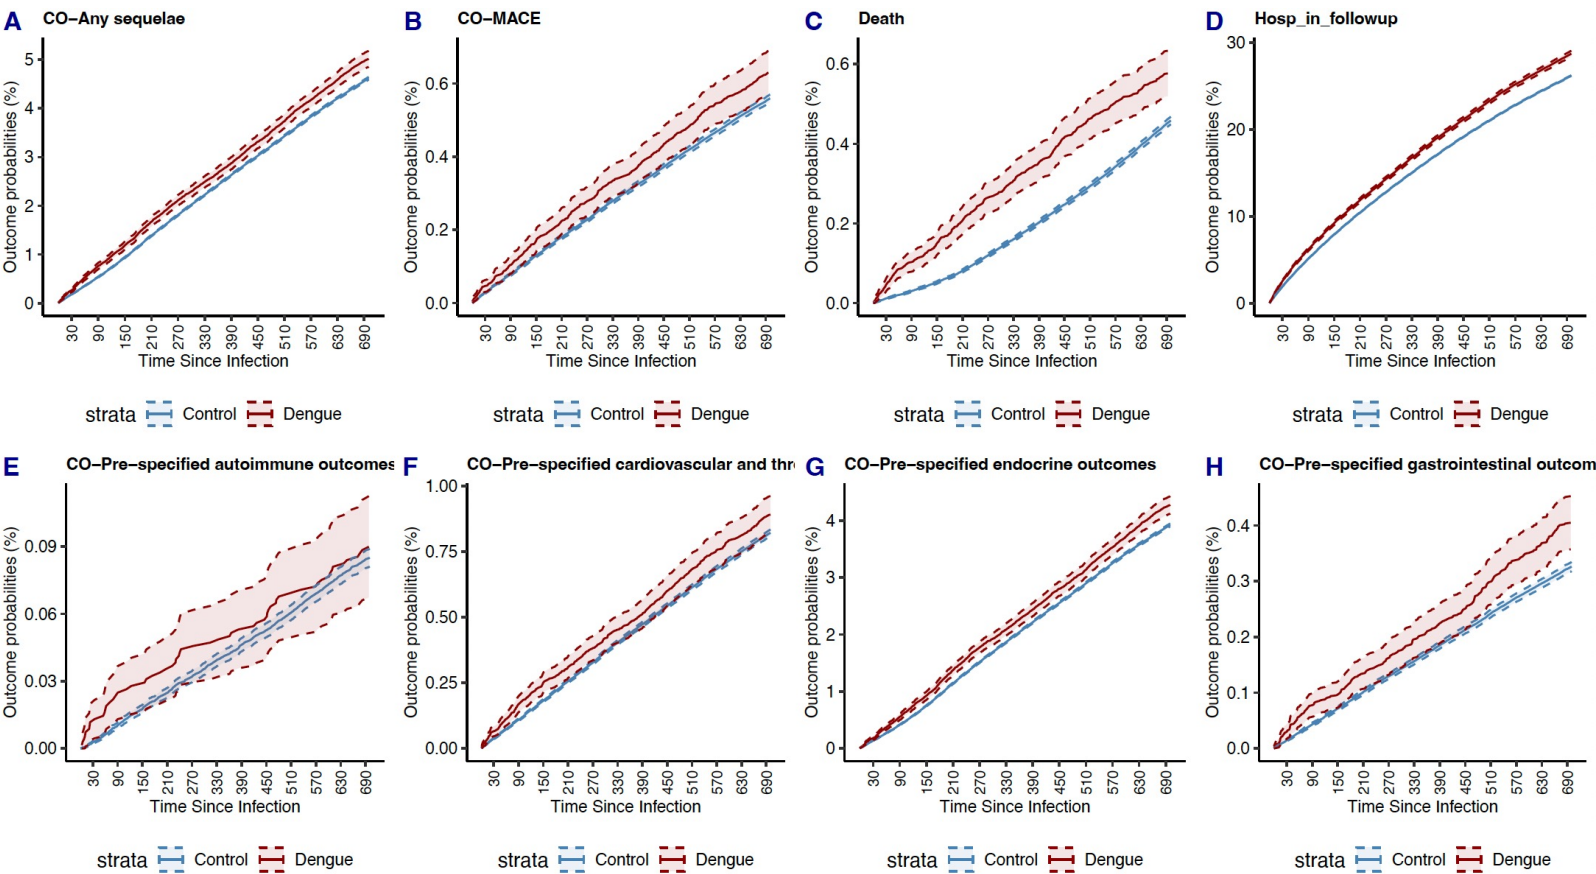 A CO−Any sequelae
Outcome probabilities (%)
5
4
3
2
1
0
30 90 150 210 270 330 390 450 510 570 630 690
Time Since Infection
strata Control Dengue
B CO−MACE
Outcome probabilities (%)
0.6
0.4
0.2
0.0
30 90 150 210 270 330 390 450 510 570 630 690
Time Since Infection
strata Control Dengue
C Death
Outcome probabilities (%)
0.6
0.4
0.2
0.0
30 90 150 210 270 330 390 450 510 570 630 690
Time Since Infection
strata Control Dengue
D Hosp_in_followup
Outcome probabilities (%)
30
20
10
0
30 90 150 210 270 330 390 450 510 570 630 690
Time Since Infection
strata Control Dengue
E CO−Pre−specified autoimmune outcomes
Outcome probabilities (%)
0.09
0.06
0.03
0.00
30 90 150 210 270 330 390 450 510 570 630 690
Time Since Infection
strata Control Dengue
F CO−Pre−specified cardiovascular and thr
Outcome probabilities (%)
1.00
0.75
0.50
0.25
0.00
30 90 150 210 270 330 390 450 510 570 630 690
Time Since Infection
strata Control Dengue
G CO−Pre−specified endocrine outcomes
Outcome probabilities (%)
4
3
2
1
0
30 90 150 210 270 330 390 450 510 570 630 690
Time Since Infection
strata Control Dengue
H CO−Pre−specified gastrointestinal outcom
Outcome probabilities (%)
0.4
0.3
0.2
0.1
0.0
30 90 150 210 270 330 390 450 510 570 630 690
Time Since Infection
strata Control Dengue